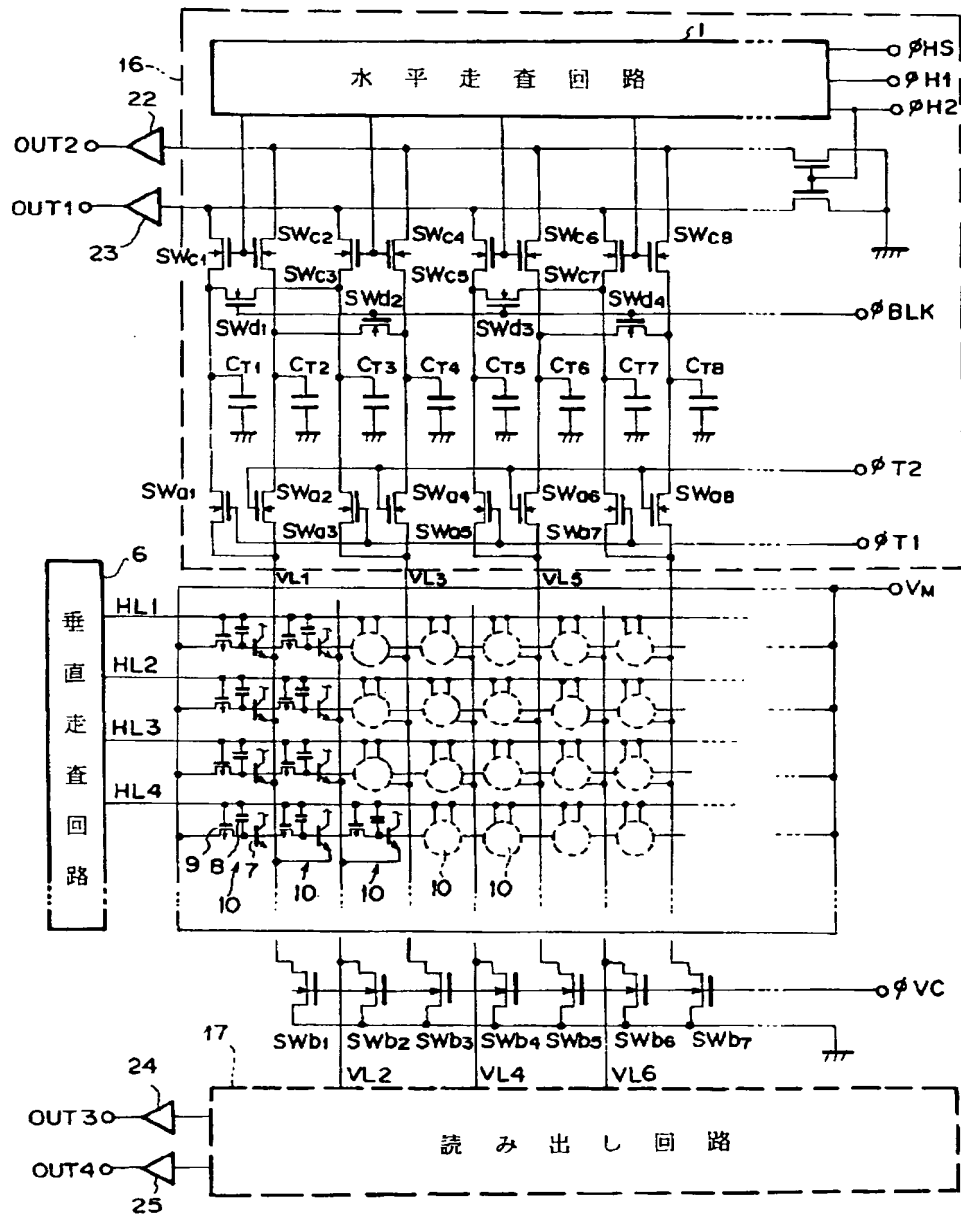 1
16
水平走査回路
φHS
φH1
φH2
22
OUT2
OUT1
23
SWC1
SWC2
SWC3
SWC4
SWC5
SWC6
SWC7
SWC8
SWd1
SWd2
SWd3
SWd4
φBLK
CT1
CT2
CT3
CT4
CT5
CT6
CT7
CT8
φT2
SWa1
SWa2
SWa3
SWa4
SWa5
SWa6
SWa7
SWa8
φT1
6
VL1
VL3
VL5
VM
垂直走査回路
HL1
HL2
HL3
HL4
9
8
7
10
10
10
10
10
φVC
SWb1
SWb2
SWb3
SWb4
SWb5
SWb6
SWb7
17
VL2
VL4
VL6
24
OUT3
読み出し回路
OUT4
25